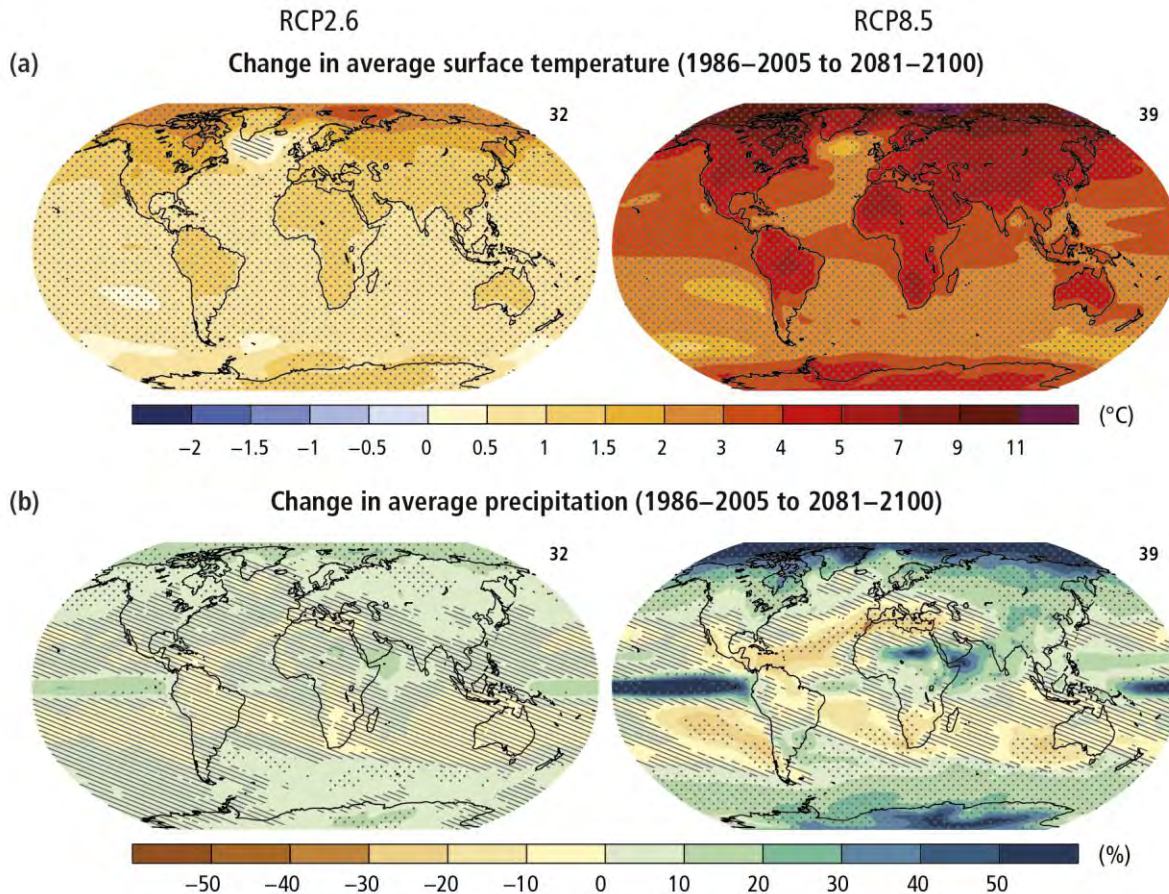 RCP2.6 RCP8.5
(a) Change in average surface temperature (1986–2005 to 2081–2100)
32 39
(°C)
−2 −1.5 −1 −0.5 0 0.5 1 1.5 2 3 4 5 7 9 11
(b) Change in average precipitation (1986–2005 to 2081–2100)
32 39
(%)
−50 −40 −30 −20 −10 0 10 20 30 40 50